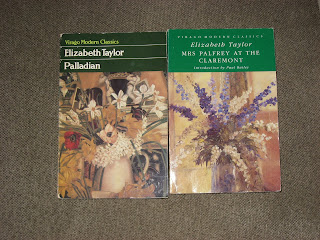 Virago Modern Classics
Elizabeth Taylor
Palladian
VIRAGO MODERN CLASSICS
Elizabeth Taylor
MRS PALFREY AT THE
CLAREMONT
Introduction by Paul Bailey